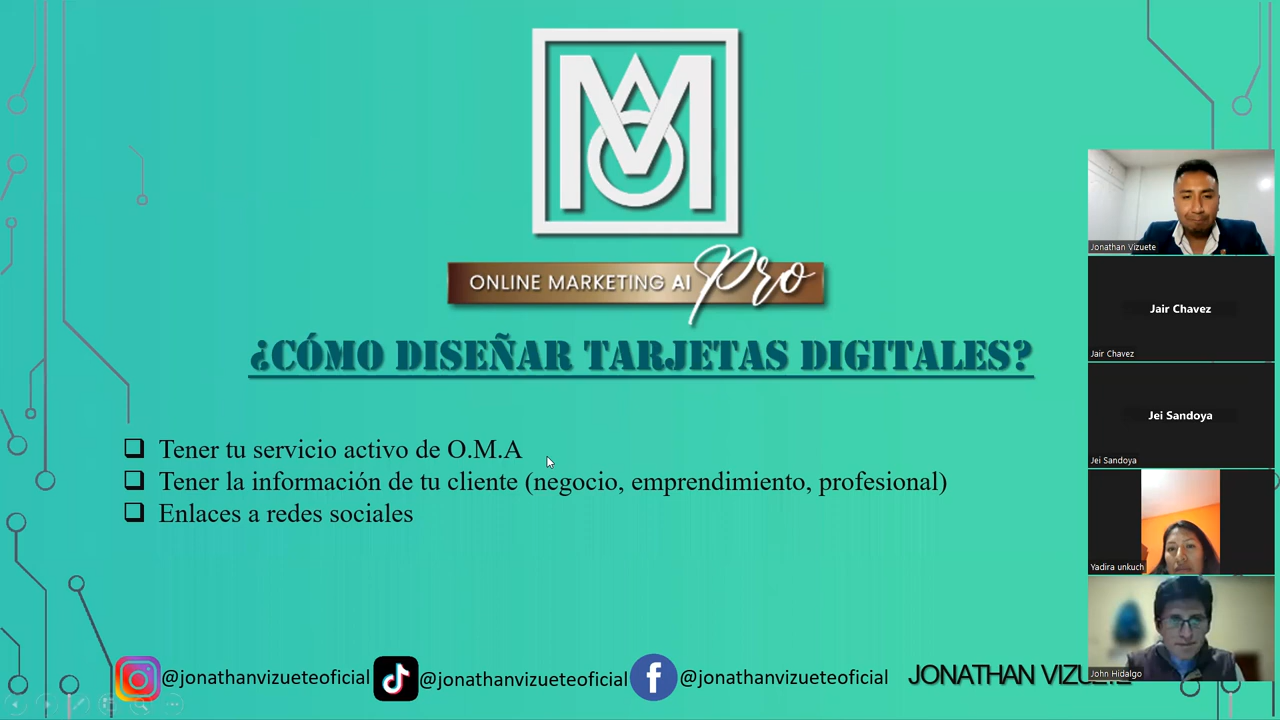 OMA
ONLINE MARKETING AI Pro
¿CÓMO DISEÑAR TARJETAS DIGITALES?
Tener tu servicio activo de O.M.A
Tener la información de tu cliente (negocio, emprendimiento, profesional)
Enlaces a redes sociales
@jonathanvizueteoficial
@jonathanvizueteoficial
@jonathanvizueteoficial
JONATHAN VIZUETE
Jonathan Vizuete
Jair Chavez
Jair Chavez
Jei Sandoya
Jei Sandoya
Yadira unkuch
John Hidalgo